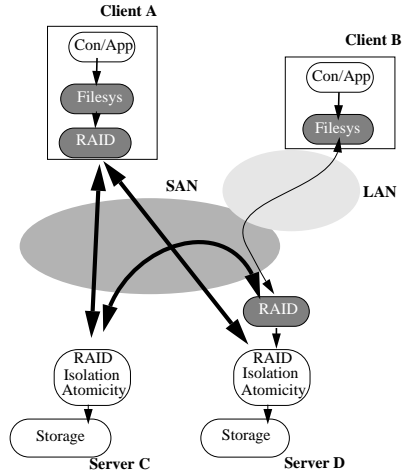 Client A
Con/App
Filesys
RAID
Client B
Con/App
Filesys
SAN
LAN
RAID
RAID
Isolation
Atomicity
RAID
Isolation
Atomicity
Storage
Server C
Storage
Server D